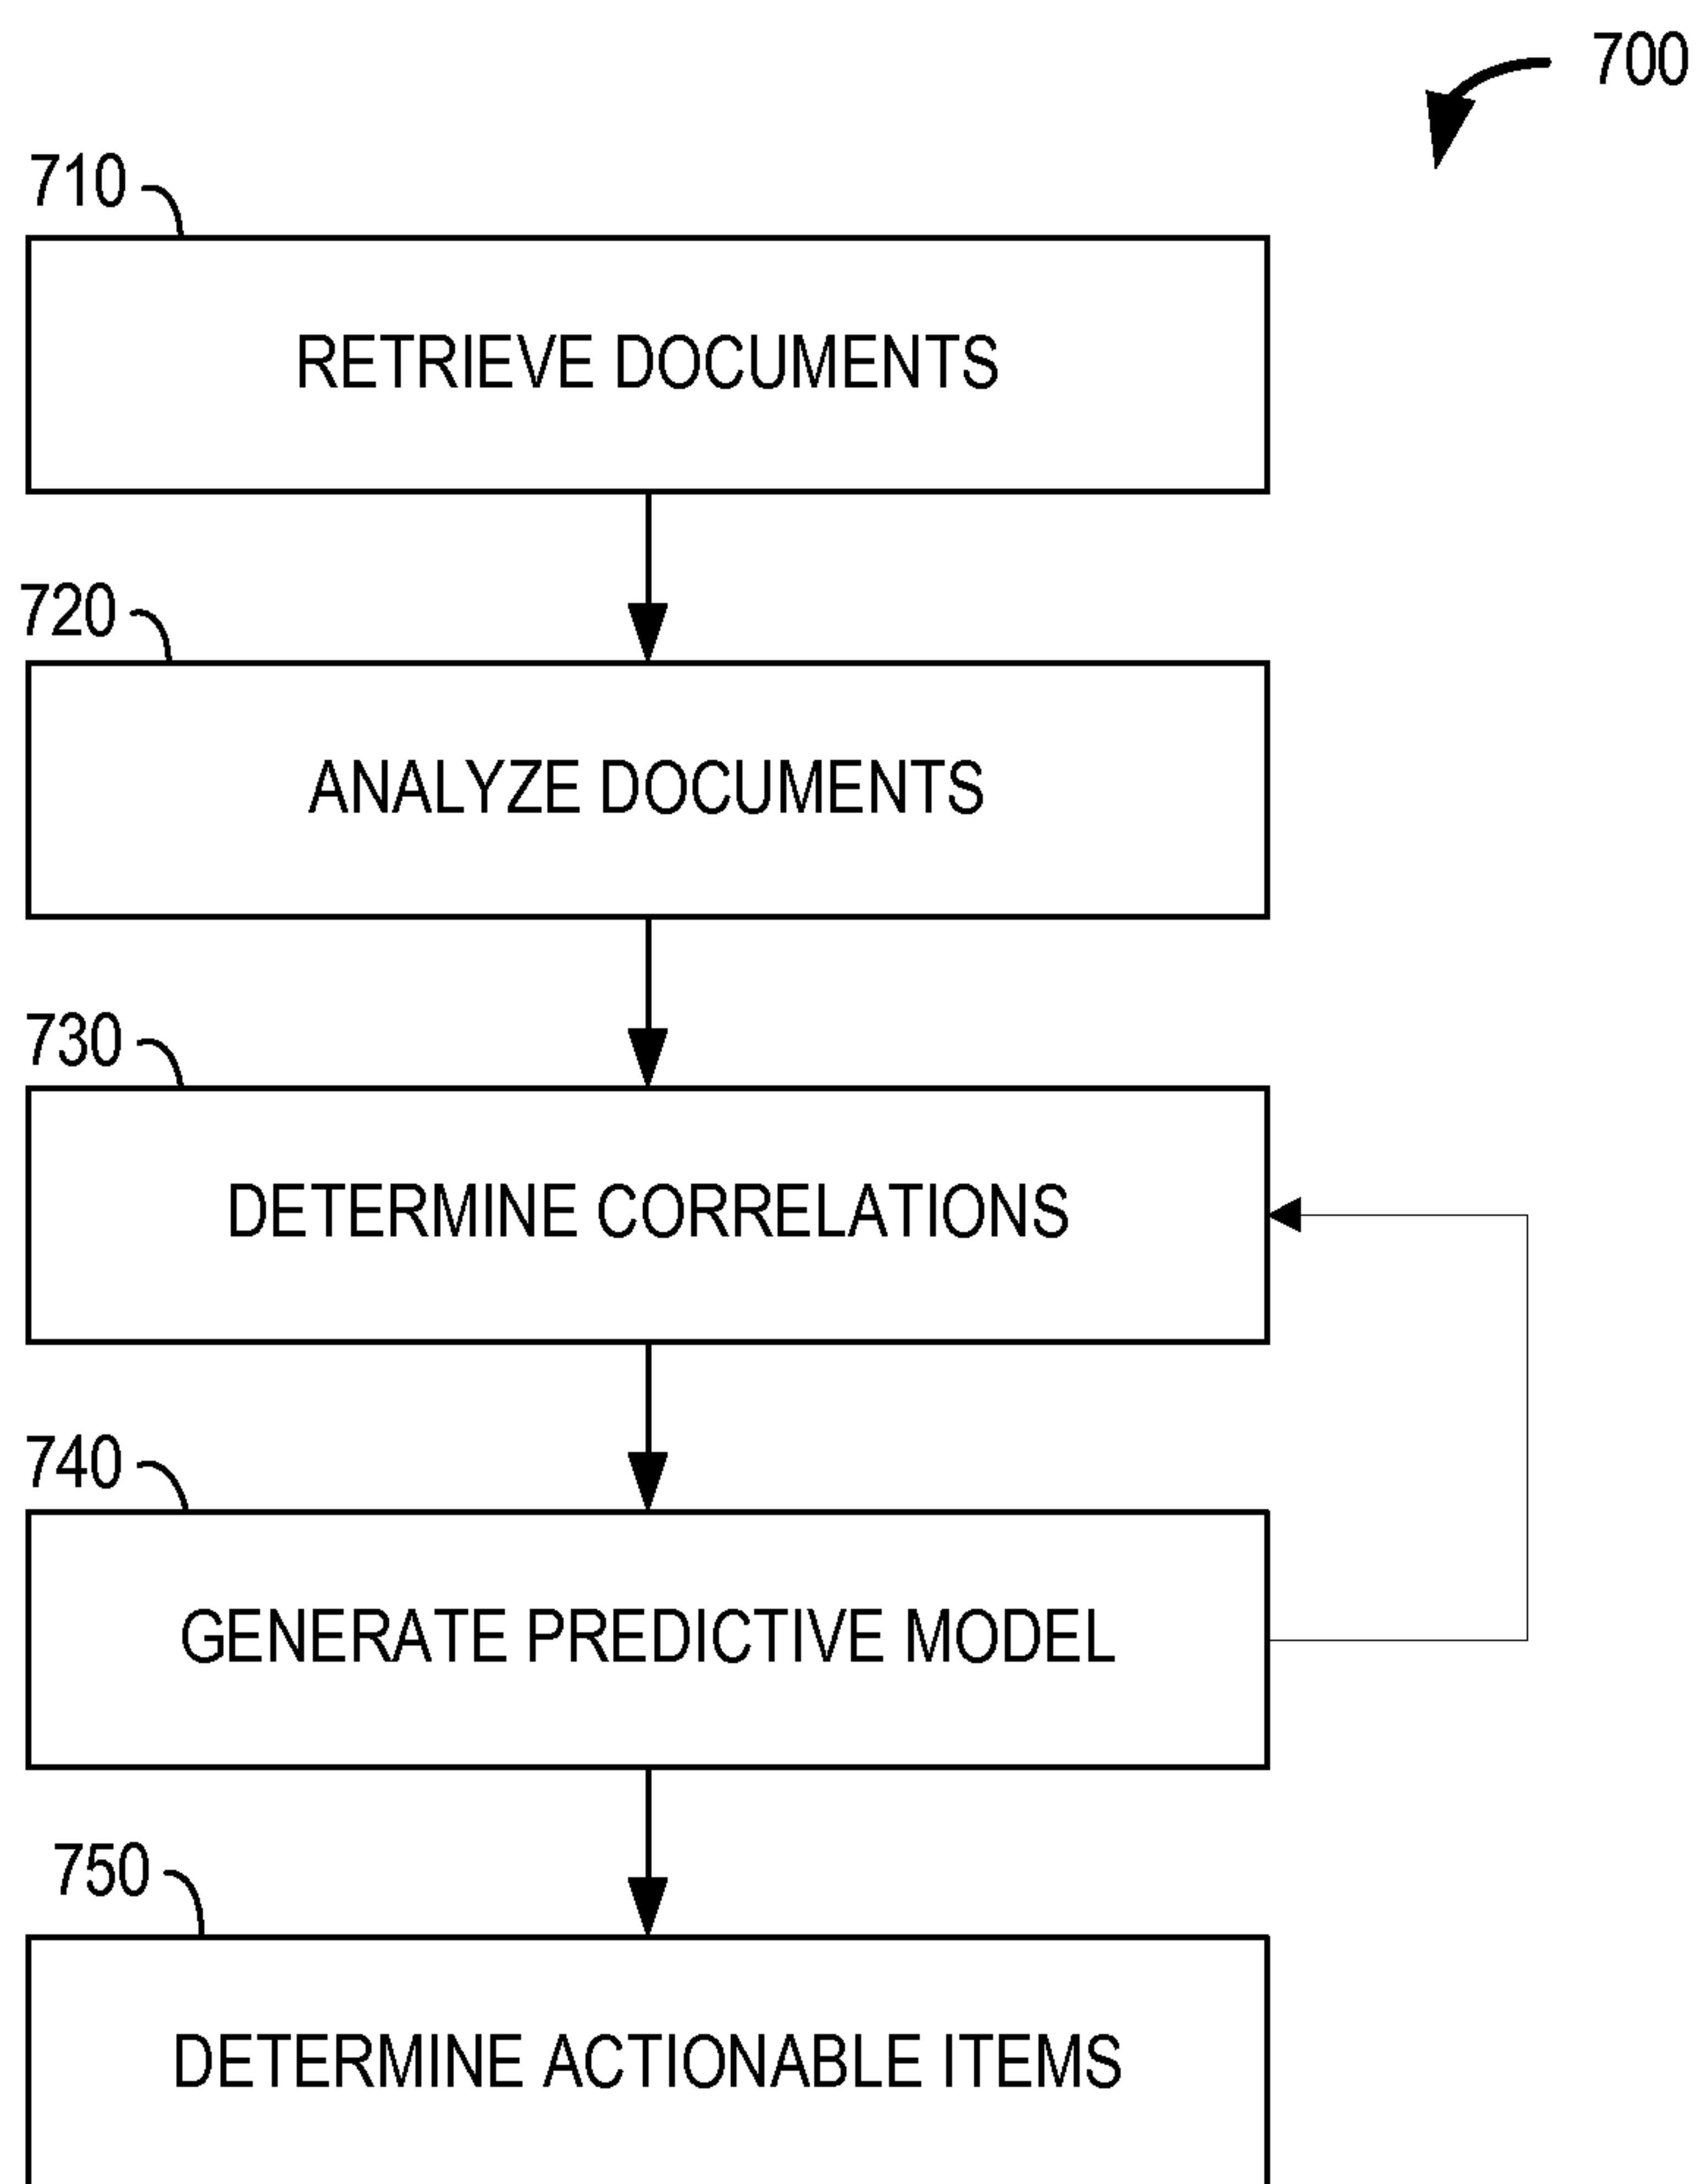 700
710
RETRIEVE DOCUMENTS
720
ANALYZE DOCUMENTS
730
DETERMINE CORRELATIONS
740
GENERATE PREDICTIVE MODEL
750
DETERMINE ACTIONABLE ITEMS